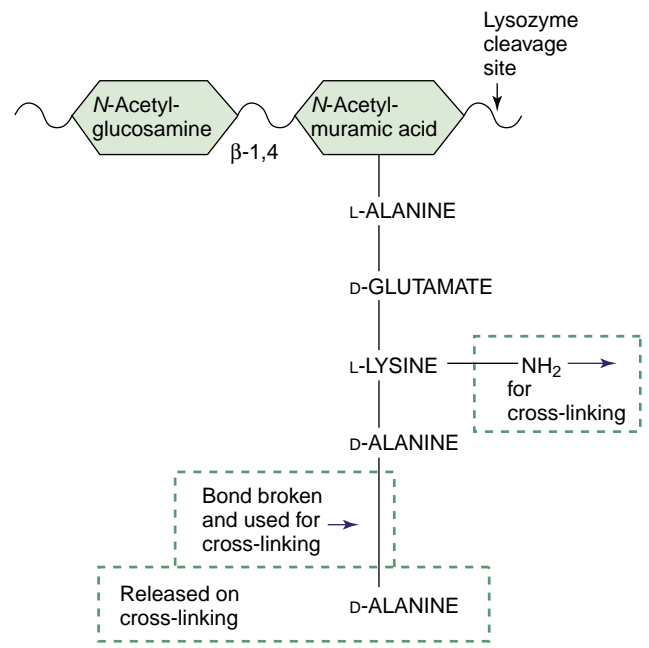 Lysozyme
cleavage
site
N-Acetyl-
glucosamine
β-1,4
N-Acetyl-
muramic acid
L-ALANINE
D-GLUTAMATE
L-LYSINE
NH₂
for
cross-linking
D-ALANINE
Bond broken
and used for
cross-linking
Released on
cross-linking
D-ALANINE